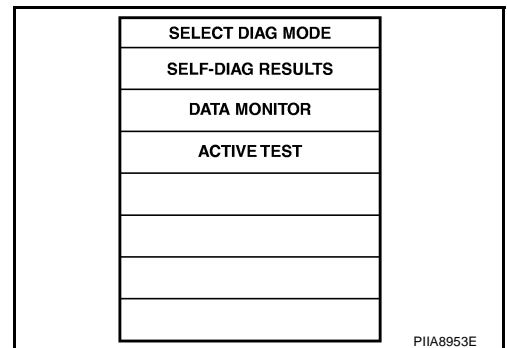 SELECT DIAG MODE
SELF-DIAG RESULTS
DATA MONITOR
ACTIVE TEST
PIIA8953E